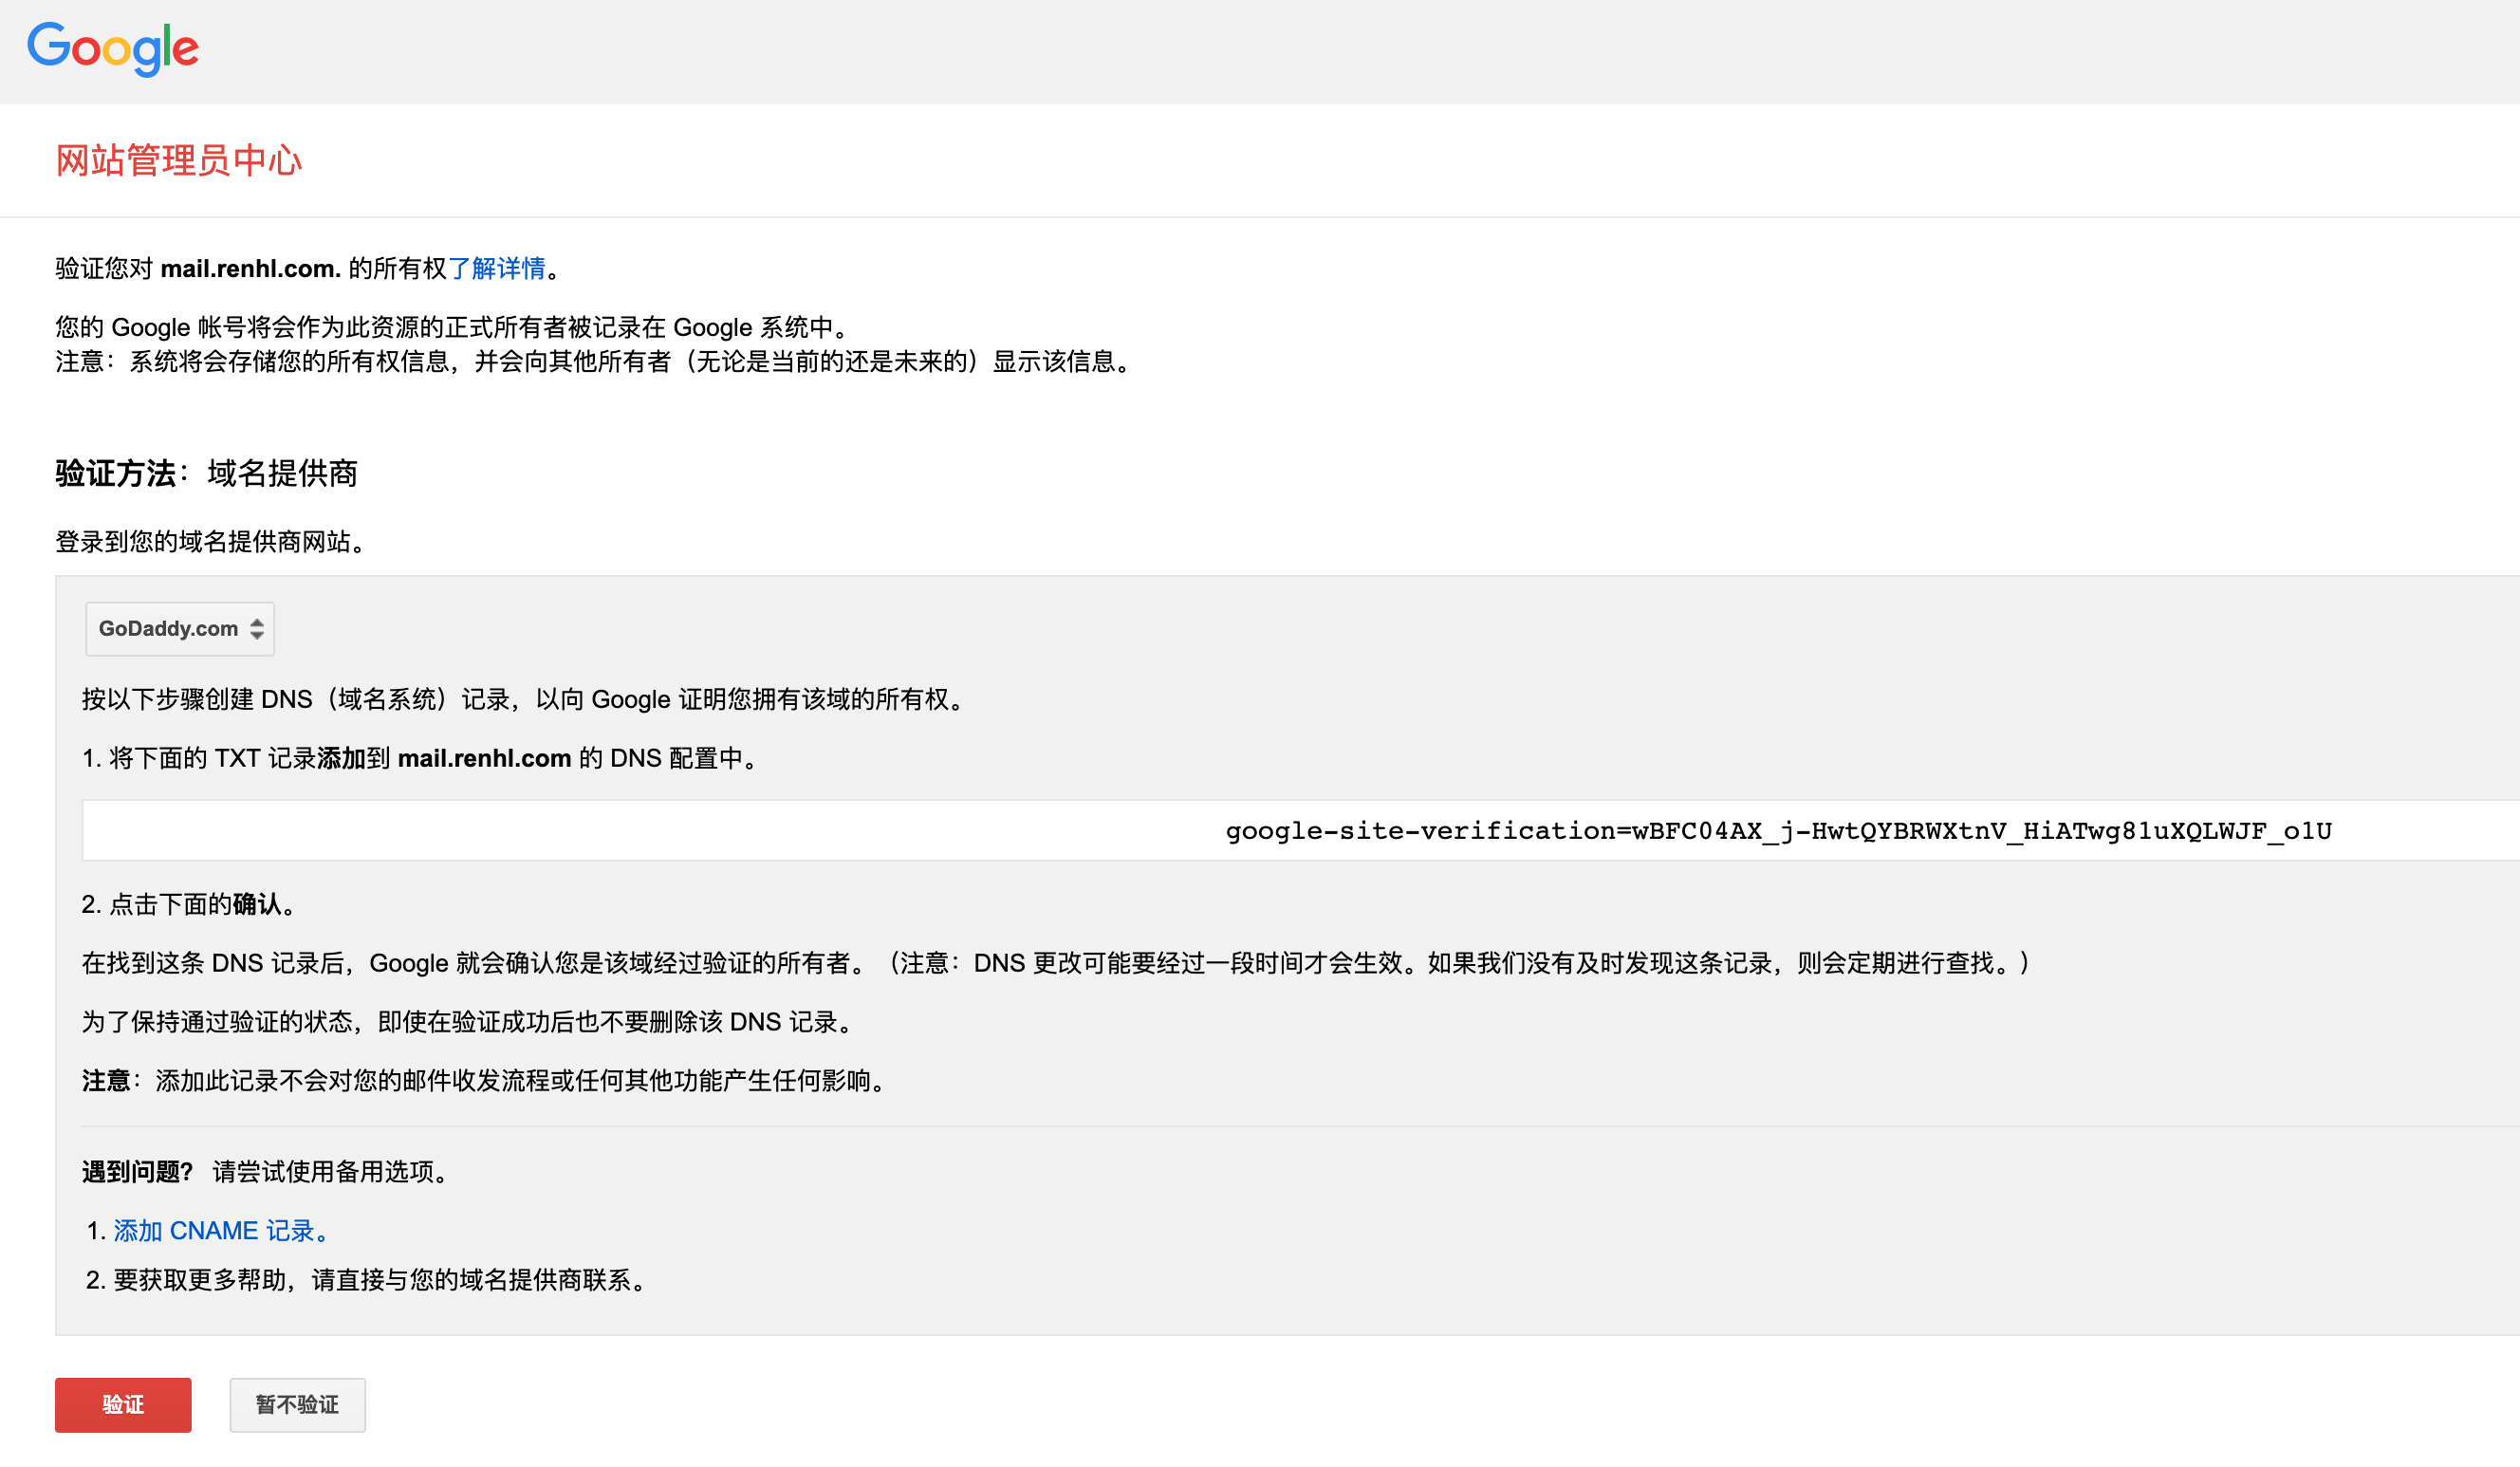 Google
网站管理员中心
验证您对 mail.renhl.com. 的所有权了解详情。
您的 Google 帐号将会作为此资源的正式所有者被记录在 Google 系统中。
注意：系统将会存储您的所有权信息，并会向其他所有者（无论是当前的还是未来的）显示该信息。
验证方法：域名提供商
登录到您的域名提供商网站。
GoDaddy.com
按以下步骤创建 DNS（域名系统）记录，以向 Google 证明您拥有该域的所有权。
1. 将下面的 TXT 记录添加到 mail.renhl.com 的 DNS 配置中。
google-site-verification=wBFC04AX_j-HwtQYBRWXtnV_HiATwg81uXQLWJF_o1U
2. 点击下面的确认。
在找到这条 DNS 记录后，Google 就会确认您是该域经过验证的所有者。（注意：DNS 更改可能要经过一段时间才会生效。如果我们没有及时发现这条记录，则会定期进行查找。）
为了保持通过验证的状态，即使在验证成功后也不要删除该 DNS 记录。
注意：添加此记录不会对您的邮件收发流程或任何其他功能产生任何影响。
遇到问题？ 请尝试使用备用选项。
1. 添加 CNAME 记录。
2. 要获取更多帮助，请直接与您的域名提供商联系。
验证 暂不验证